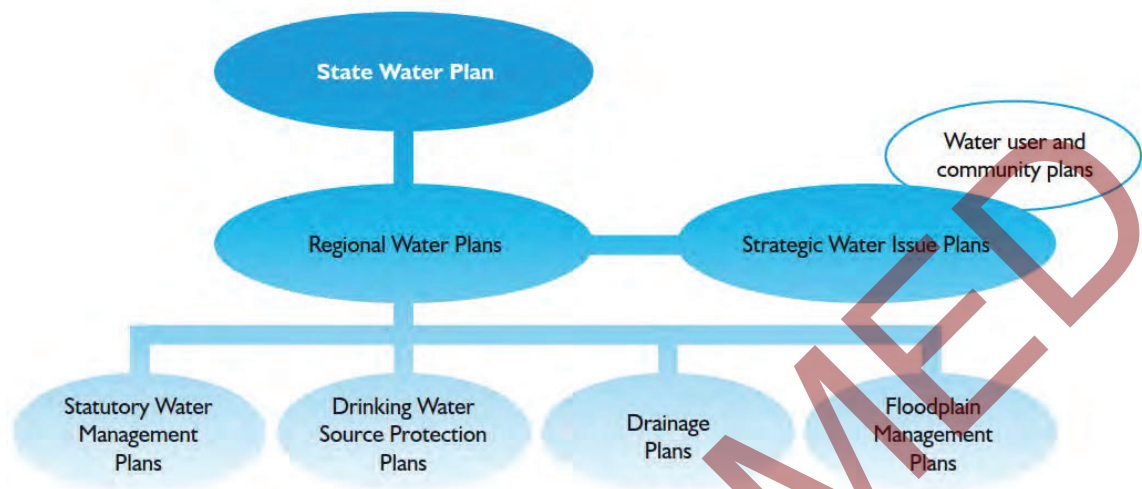 State Water Plan
Water user and
community plans
Regional Water Plans
Strategic Water Issue Plans
Statutory Water
Management
Plans
Drinking Water
Source Protection
Plans
Drainage
Plans
Floodplain
Management
Plans
MED